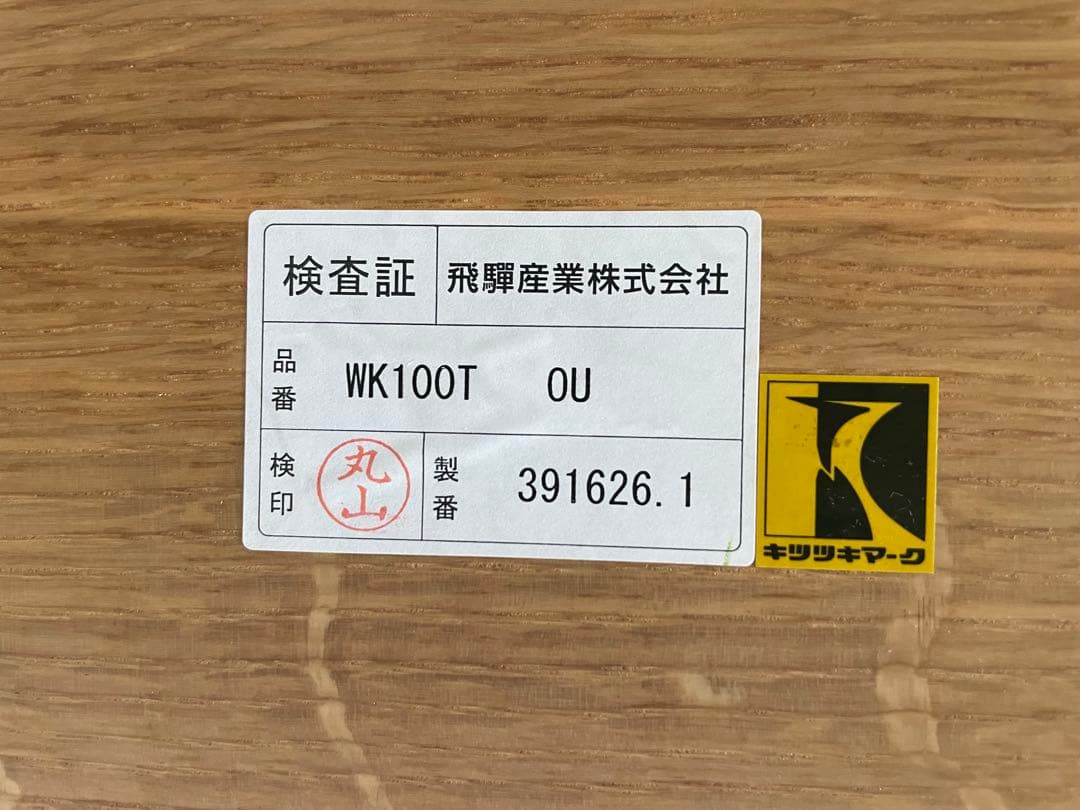 検査証 飛驒産業株式会社
品番 WK100T OU
検印 丸山 製番 391626.1
キツツキマーク